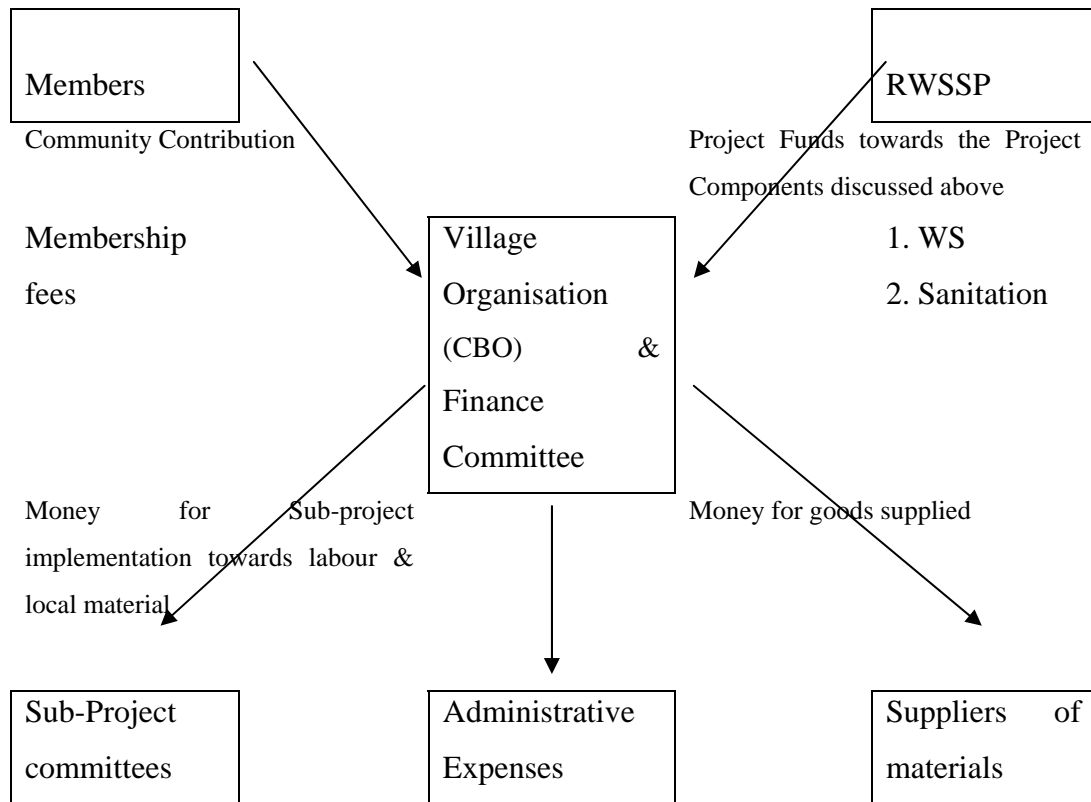 Members
RWSSP
Community Contribution
Project Funds towards the Project
Components discussed above
Membership
fees
Village
Organisation
(CBO) &
Finance
Committee
1. WS
2. Sanitation
Money for Sub-project
implementation towards labour &
local material
Money for goods supplied
Sub-Project
committees
Administrative
Expenses
Suppliers of
materials